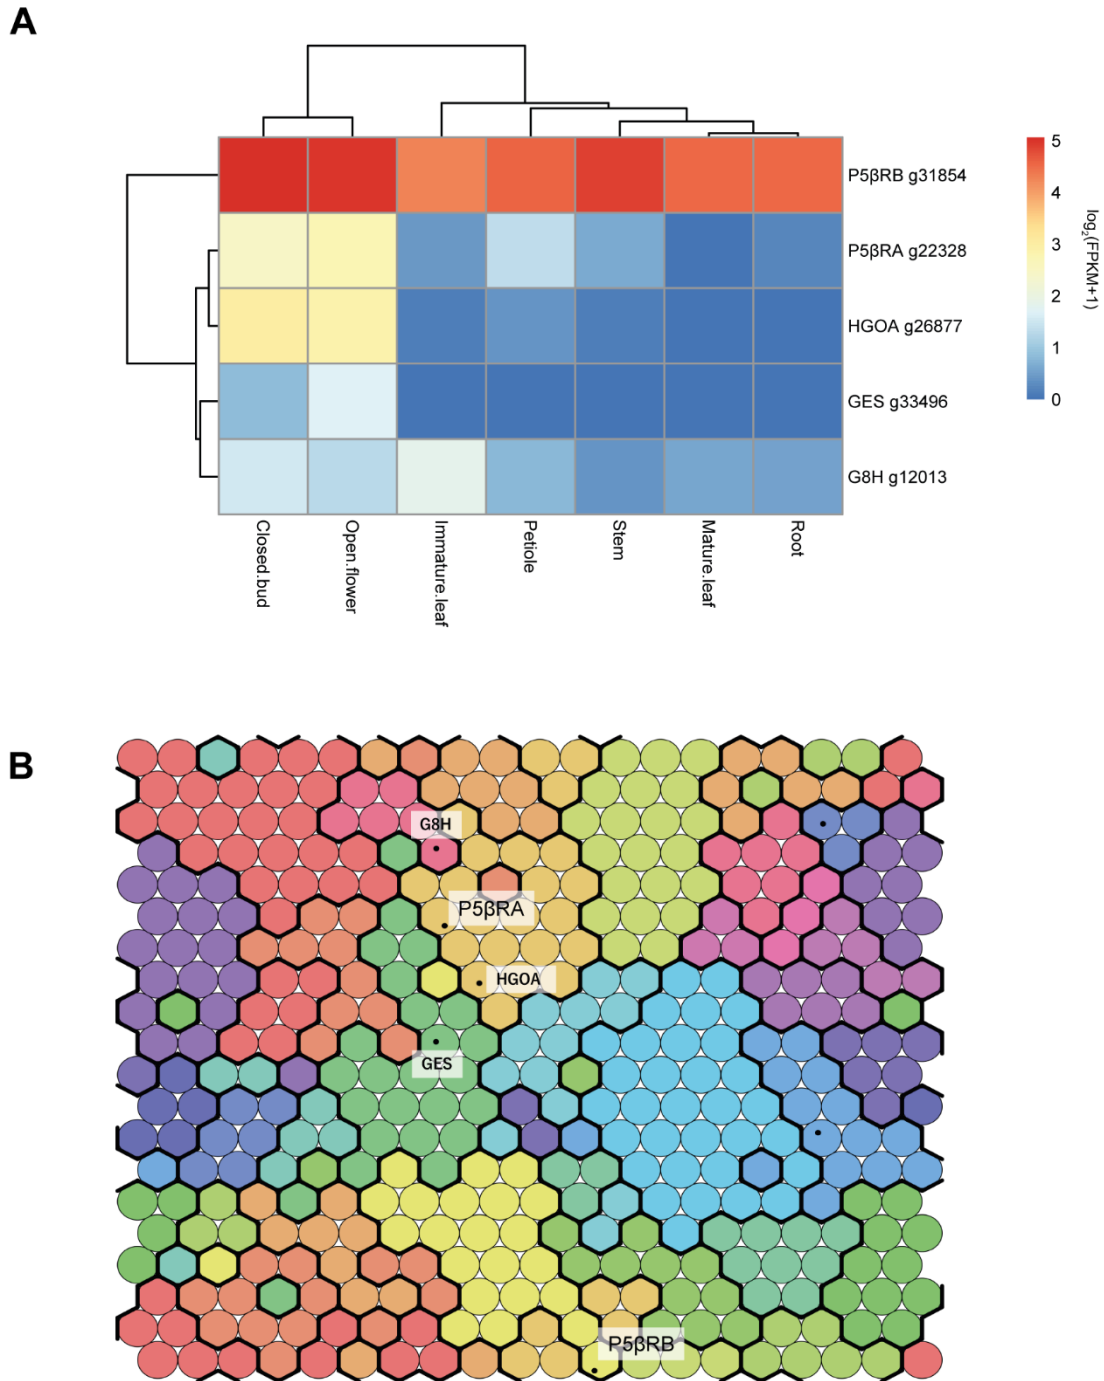 A
P5βRB g31854
P5βRA g22328
HGOA g26877
GES g33496
G8H g12013
5
4
3
2
1
0
log₂(FPKM+1)
Closed.bud
Open.flower
Immature.leaf
Petiole
Stem
Mature.leaf
Root
B
G8H
P5βRA
HGOA
GES
P5βRB